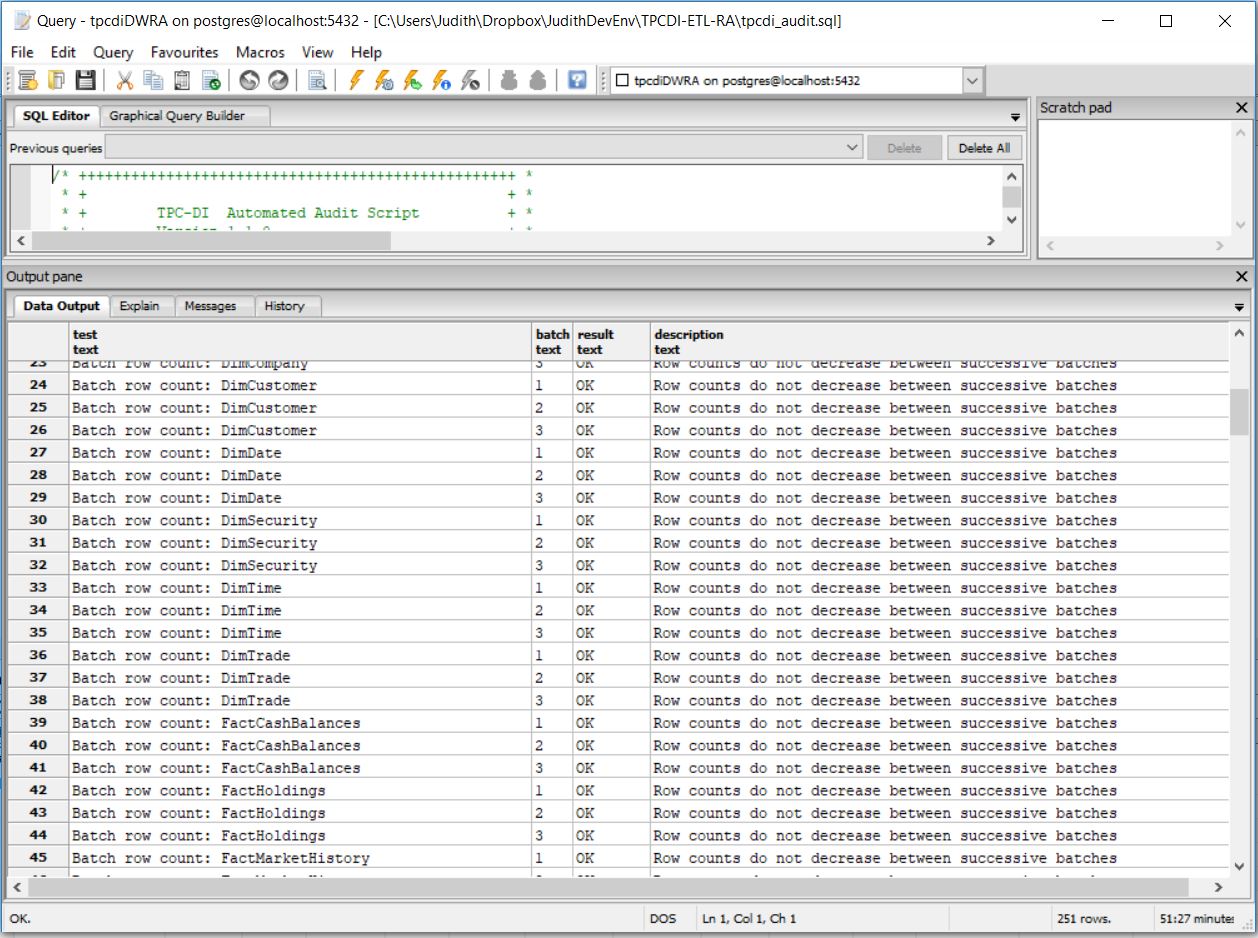 Query - tpcdiDWRA on postgres@localhost:5432 - [C:\Users\Judith\Dropbox\JudithDevEnv\TPCDI-ETL-RA\tpcdi_audit.sql]
File Edit Query Favourites Macros View Help
tpcdiDWRA on postgres@localhost:5432
SQL Editor Graphical Query Builder
Scratch pad
Previous queries Delete Delete All
/* +++++++++++++++++++++++++++++++++++++++++++++++++ *
* + + *
* + TPC-DI Automated Audit Script + *
* + Version 1.1.0 + *
Output pane
Data Output Explain Messages History
test batch result description
text text text text
23 Batch row count: DimCompany 3 OK Row counts do not decrease between successive batches
24 Batch row count: DimCustomer 1 OK Row counts do not decrease between successive batches
25 Batch row count: DimCustomer 2 OK Row counts do not decrease between successive batches
26 Batch row count: DimCustomer 3 OK Row counts do not decrease between successive batches
27 Batch row count: DimDate 1 OK Row counts do not decrease between successive batches
28 Batch row count: DimDate 2 OK Row counts do not decrease between successive batches
29 Batch row count: DimDate 3 OK Row counts do not decrease between successive batches
30 Batch row count: DimSecurity 1 OK Row counts do not decrease between successive batches
31 Batch row count: DimSecurity 2 OK Row counts do not decrease between successive batches
32 Batch row count: DimSecurity 3 OK Row counts do not decrease between successive batches
33 Batch row count: DimTime 1 OK Row counts do not decrease between successive batches
34 Batch row count: DimTime 2 OK Row counts do not decrease between successive batches
35 Batch row count: DimTime 3 OK Row counts do not decrease between successive batches
36 Batch row count: DimTrade 1 OK Row counts do not decrease between successive batches
37 Batch row count: DimTrade 2 OK Row counts do not decrease between successive batches
38 Batch row count: DimTrade 3 OK Row counts do not decrease between successive batches
39 Batch row count: FactCashBalances 1 OK Row counts do not decrease between successive batches
40 Batch row count: FactCashBalances 2 OK Row counts do not decrease between successive batches
41 Batch row count: FactCashBalances 3 OK Row counts do not decrease between successive batches
42 Batch row count: FactHoldings 1 OK Row counts do not decrease between successive batches
43 Batch row count: FactHoldings 2 OK Row counts do not decrease between successive batches
44 Batch row count: FactHoldings 3 OK Row counts do not decrease between successive batches
45 Batch row count: FactMarketHistory 1 OK Row counts do not decrease between successive batches
OK. DOS Ln 1, Col 1, Ch 1 251 rows. 51:27 minutes